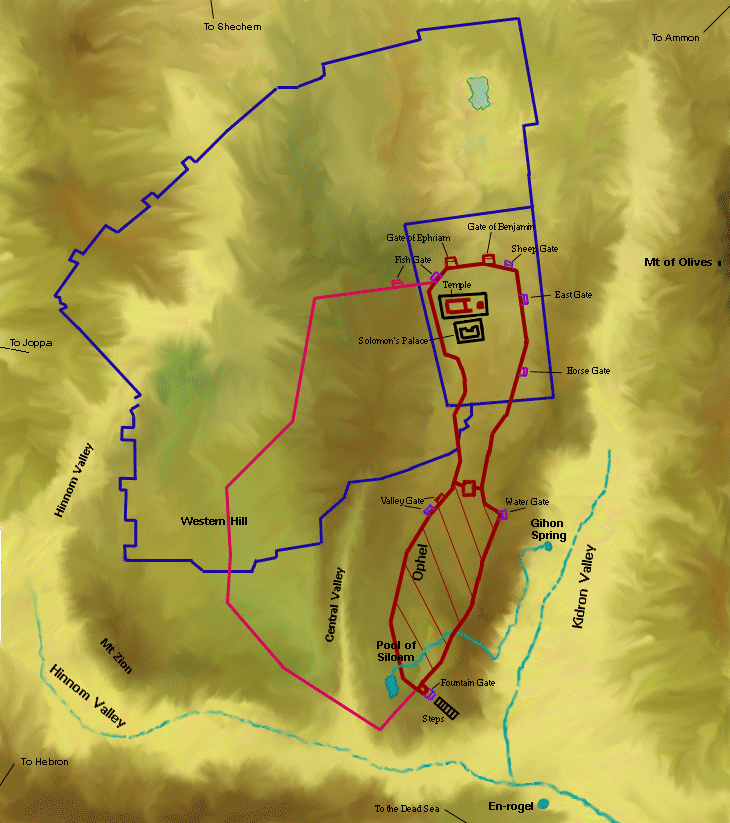 To Shechem
To Ammon
Gate of Benjamin
Gate of Ephriam
Sheep Gate
Fish Gate
Mt of Olives
Temple
East Gate
Solomon's Palace
To Joppa
Horse Gate
Hinnom Valley
Valley Gate
Water Gate
Western Hill
Gihon
Spring
Ophel
Kidron Valley
Central Valley
Pool of
Siloam
Mt Zion
Hinnom Valley
Fountain Gate
Steps
To Hebron
To the Dead Sea
En-rogel